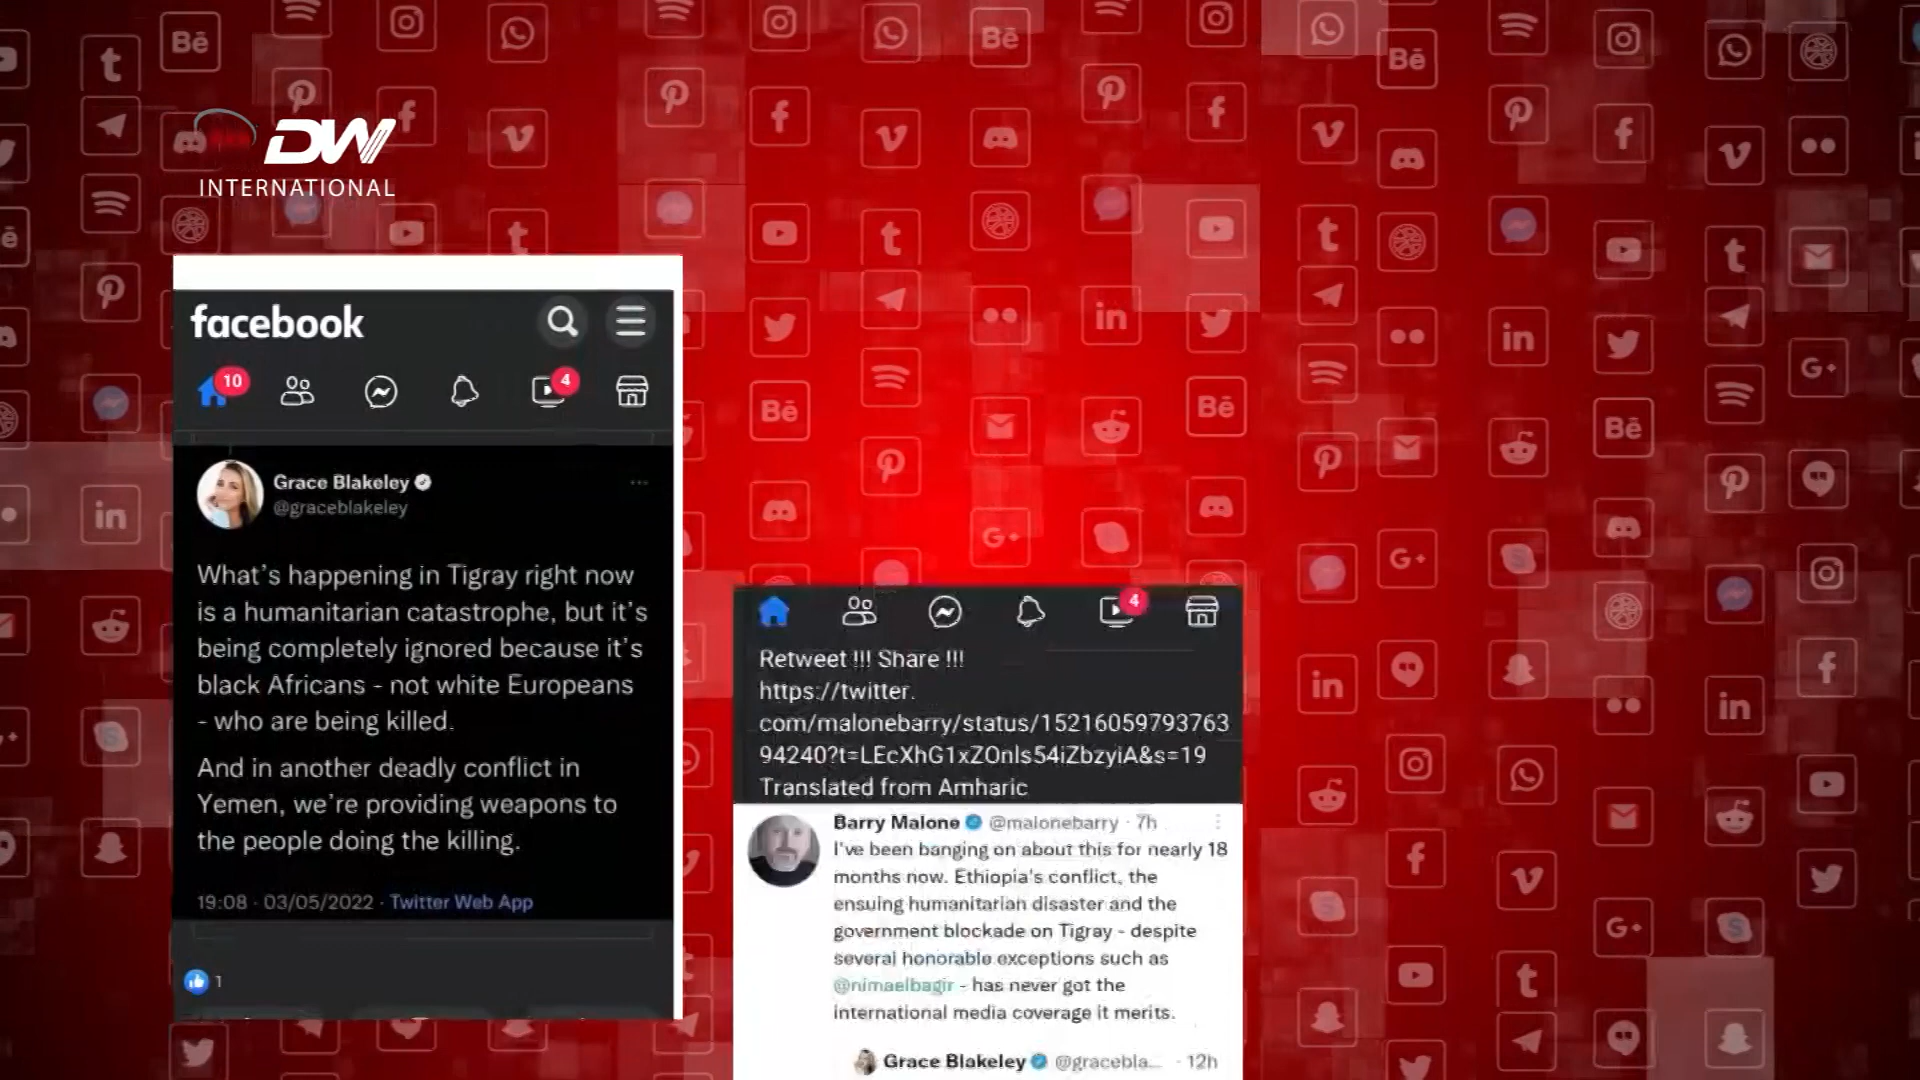 DW
INTERNATIONAL
facebook
10
4
Grace Blakeley
@graceblakeley
What's happening in Tigray right now
is a humanitarian catastrophe, but it's
being completely ignored because it's
black Africans - not white Europeans
- who are being killed.
And in another deadly conflict in
Yemen, we're providing weapons to
the people doing the killing.
19:08 · 03/05/2022 · Twitter Web App
1
4
Retweet !!! Share !!!
https://twitter.
com/malonebarry/status/15216059793763
94240?t=LEcXhG1xZOnls54iZbzyiA&s=19
Translated from Amharic
Barry Malone @malonebarry · 7h
I've been banging on about this for nearly 18
months now. Ethiopia's conflict, the
ensuing humanitarian disaster and the
government blockade on Tigray - despite
several honorable exceptions such as
@nimaelbagir - has never got the
international media coverage it merits.
Grace Blakeley @gracebla... · 12h